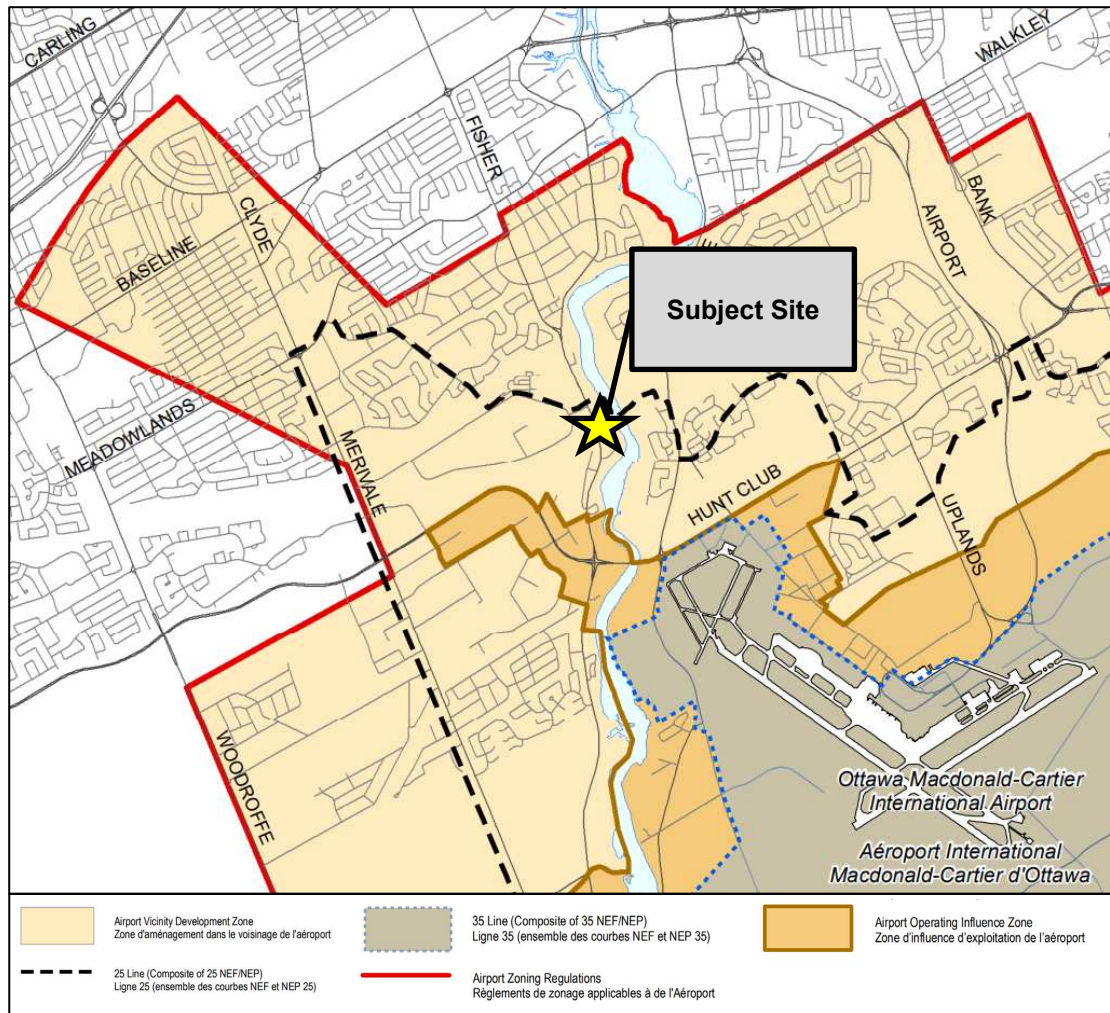 CARLING
WALKLEY
FISHER
BANK
CLYDE
AIRPORT
BASELINE
Subject Site
MEADOWLANDS
MERIVALE
HUNT CLUB
UPLANDS
WOODROFFE
Ottawa Macdonald-Cartier
International Airport
Aéroport International
Macdonald-Cartier d'Ottawa
Airport Vicinity Development Zone
Zone d'aménagement dans le voisinage de l'aéroport
35 Line (Composite of 35 NEF/NEP)
Ligne 35 (ensemble des courbes NEF et NEP 35)
Airport Operating Influence Zone
Zone d'influence d'exploitation de l'aéroport
25 Line (Composite of 25 NEF/NEP)
Ligne 25 (ensemble des courbes NEF et NEP 25)
Airport Zoning Regulations
Règlements de zonage applicables à de l'Aéroport